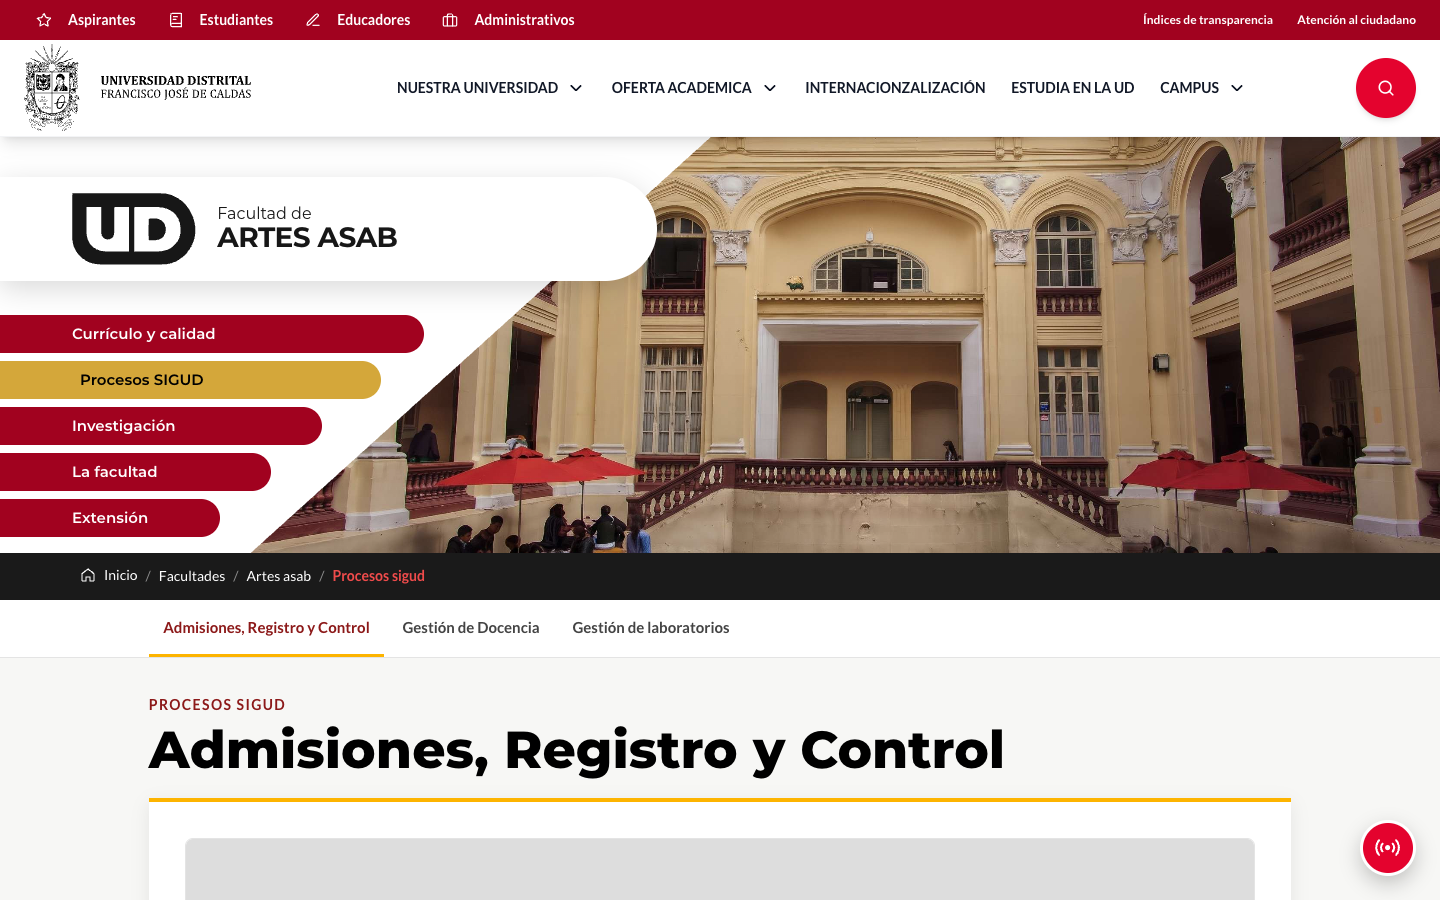 Aspirantes
Estudiantes
Educadores
Administrativos
Índices de transparencia
Atención al ciudadano
UNIVERSIDAD DISTRITAL
FRANCISCO JOSÉ DE CALDAS
NUESTRA UNIVERSIDAD
OFERTA ACADEMICA
INTERNACIONZALIZACIÓN
ESTUDIA EN LA UD
CAMPUS
UD
Facultad de
ARTES ASAB
Currículo y calidad
Procesos SIGUD
Investigación
La facultad
Extensión
Inicio / Facultades / Artes asab / Procesos sigud
Admisiones, Registro y Control
Gestión de Docencia
Gestión de laboratorios
PROCESOS SIGUD
Admisiones, Registro y Control